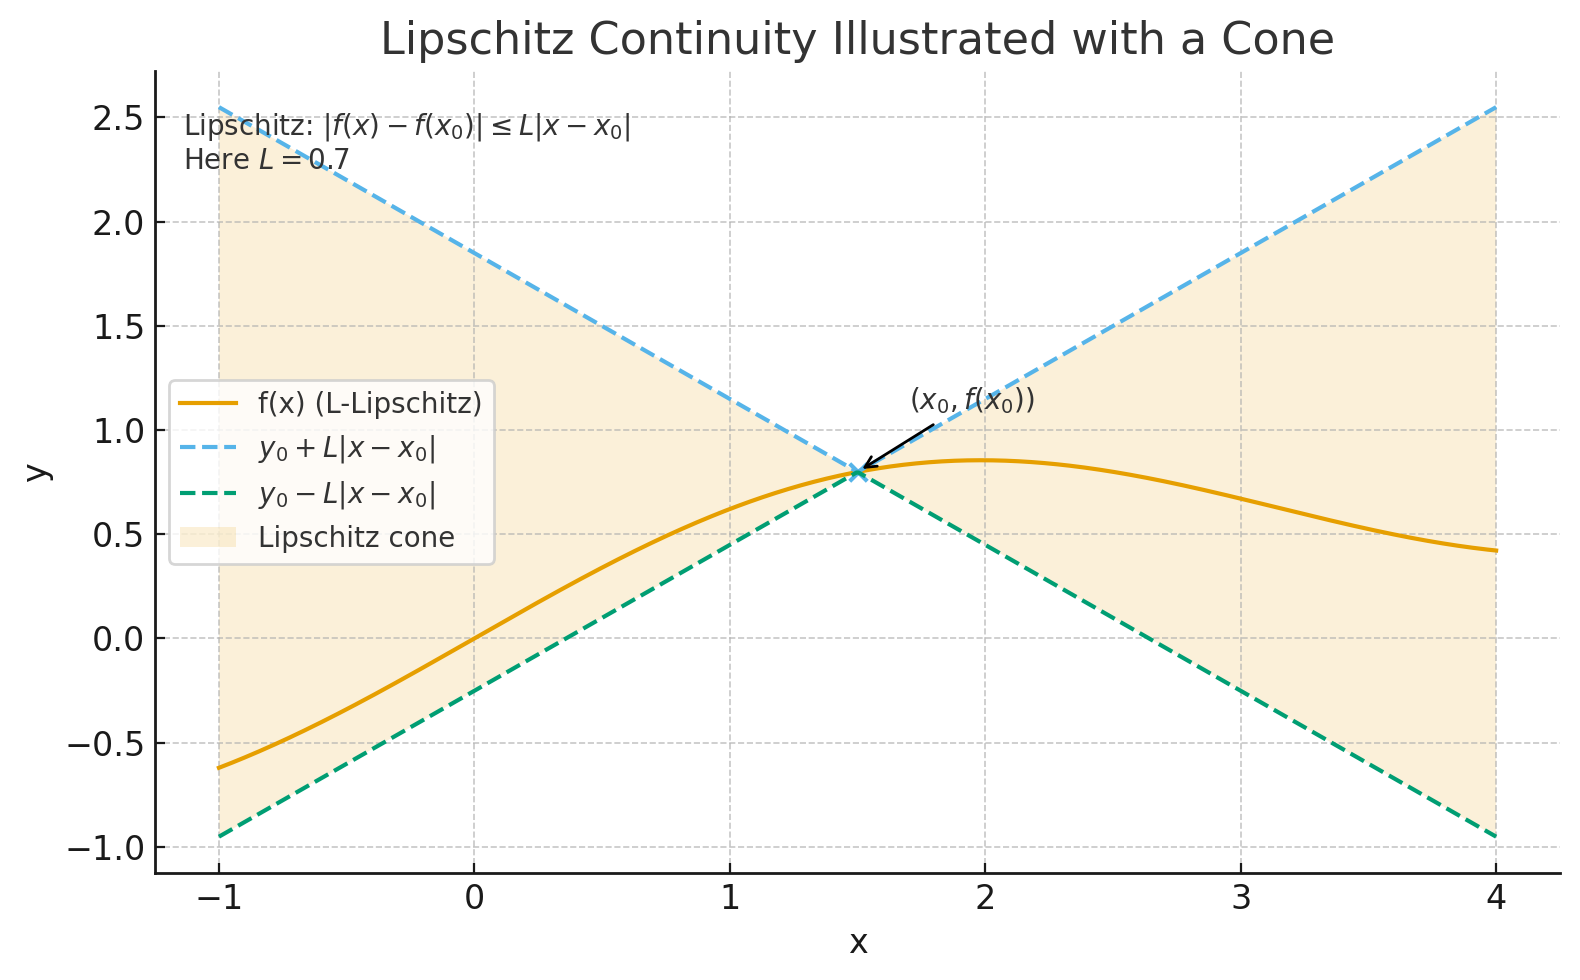 Lipschitz Continuity Illustrated with a Cone
Lipschitz: |f(x) − f(x₀)| ≤ L|x − x₀|
Here L = 0.7
(x₀, f(x₀))
f(x) (L-Lipschitz)
y₀ + L|x − x₀|
y₀ − L|x − x₀|
Lipschitz cone
y
2.5
2.0
1.5
1.0
0.5
0.0
−0.5
−1.0
−1 0 1 2 3 4
x